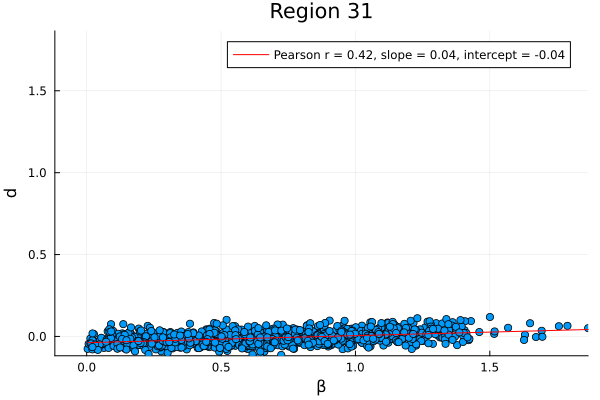 Region 31
Pearson r = 0.42, slope = 0.04, intercept = -0.04
1.5
1.0
d
0.5
0.0
0.0 0.5 1.0 1.5
β